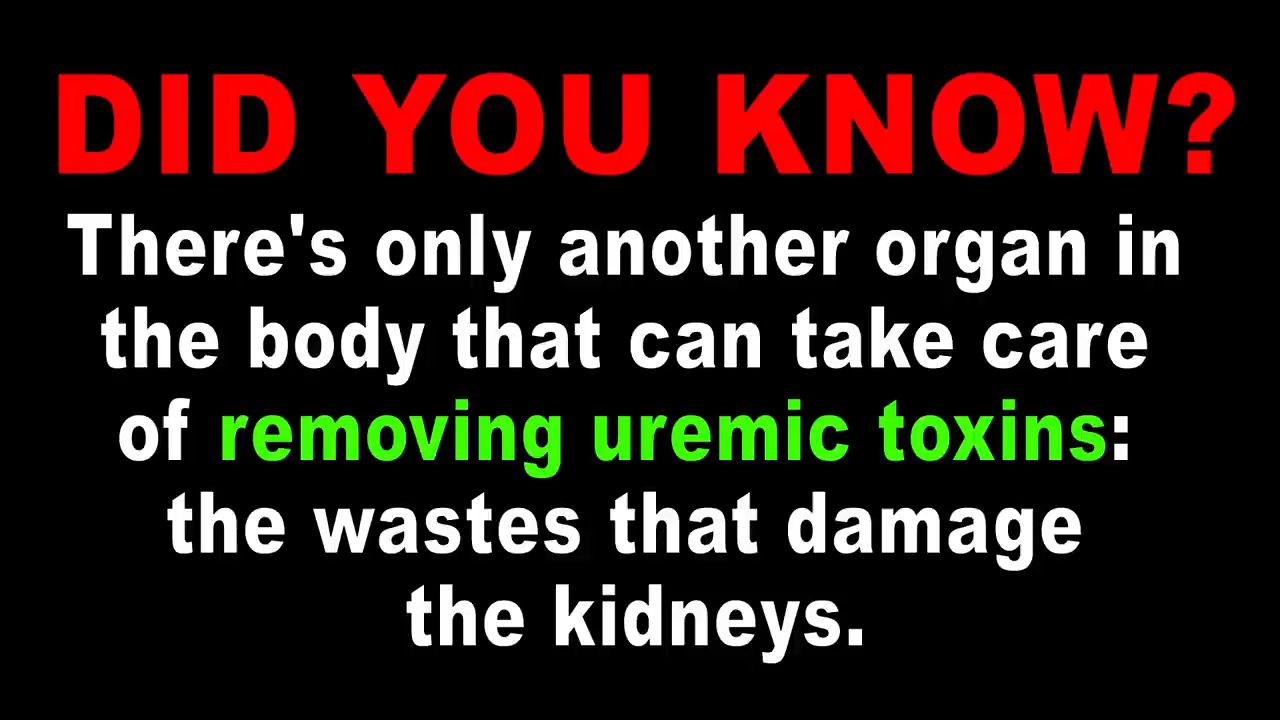 DID YOU KNOW?
There's only another organ in
the body that can take care
of removing uremic toxins:
the wastes that damage
the kidneys.